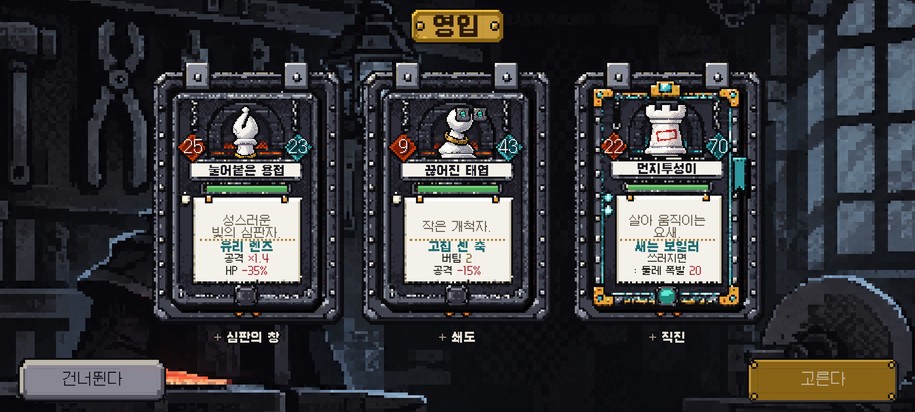 영입
25
23
눌어붙은 용접
성스러운
빛의 심판자.
유리 렌즈
공격 ×1.4
HP -35%
+ 심판의 창
9
43
끊어진 태엽
작은 개척자.
고집 센 축
버팀 2
공격 -15%
+ 쇄도
22
70
먼지투성이
살아 움직이는
요새.
새는 보일러
쓰러지면
: 둘레 폭발 20
+ 직진
건너뛴다
고른다